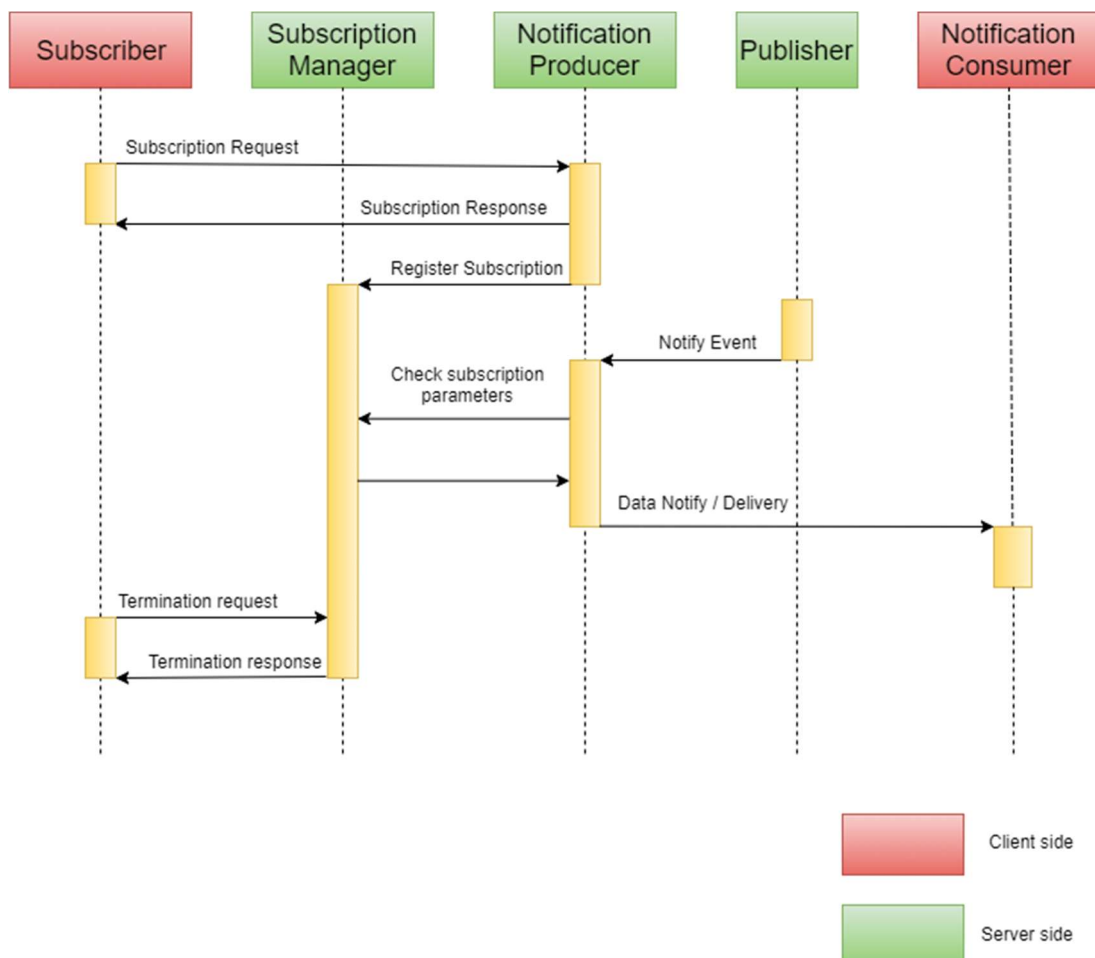 Subscriber
Subscription
Manager
Notification
Producer
Publisher
Notification
Consumer
Subscription Request
Subscription Response
Register Subscription
Notify Event
Check subscription
parameters
Data Notify / Delivery
Termination request
Termination response
Client side
Server side